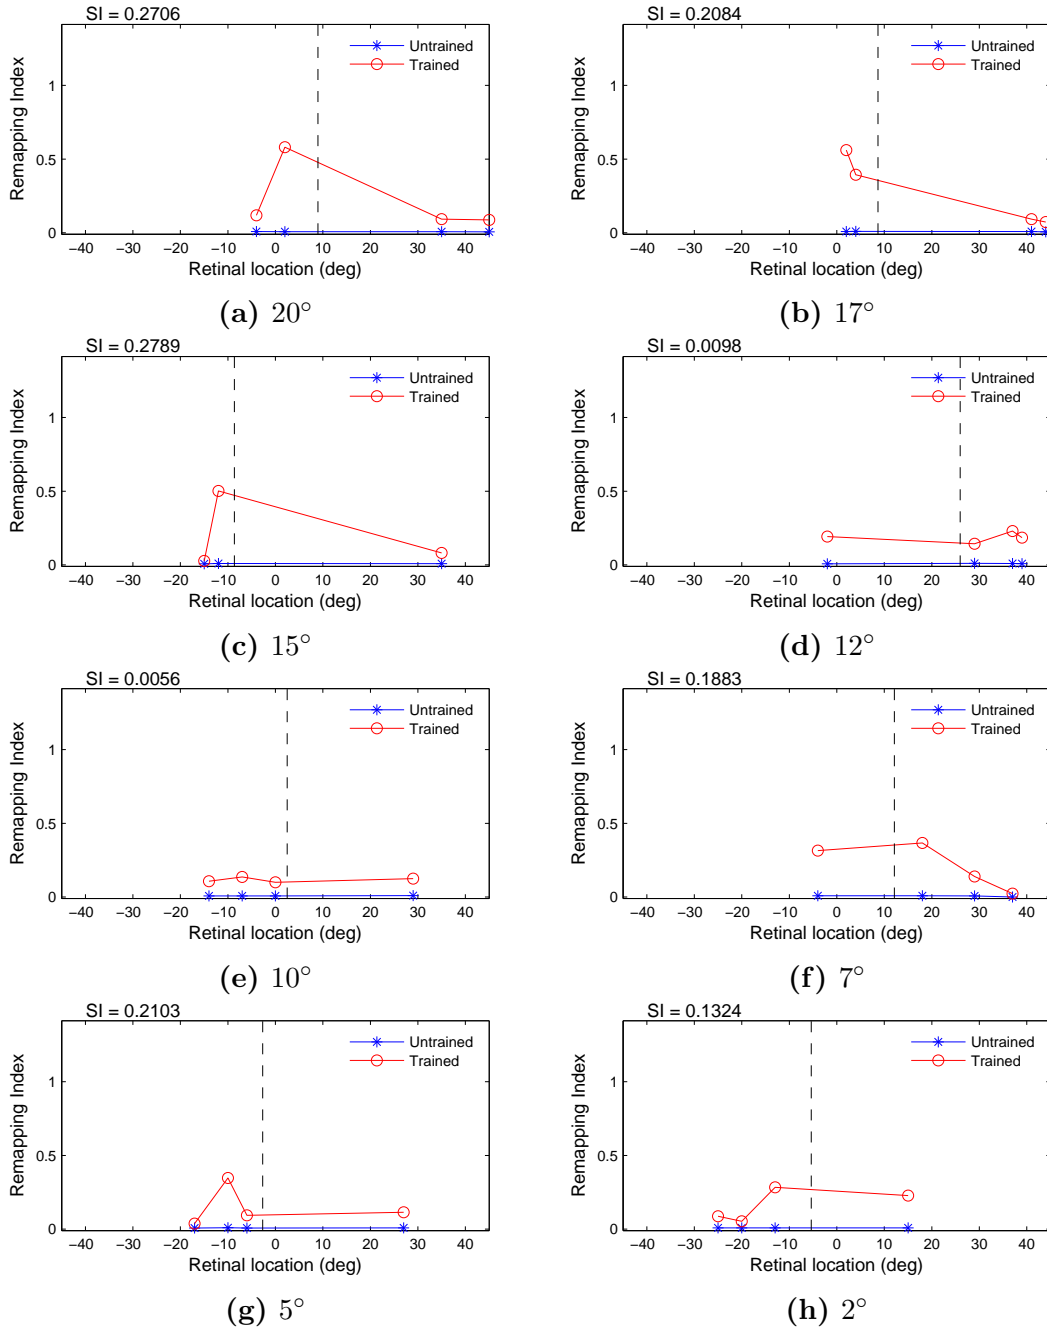 SI = 0.2706
Untrained
Trained
1
0.5
0
Remapping Index
−40 −30 −20 −10 0 10 20 30 40
Retinal location (deg)
(a) 20°
SI = 0.2084
Untrained
Trained
1
0.5
0
Remapping Index
−40 −30 −20 −10 0 10 20 30 40
Retinal location (deg)
(b) 17°
SI = 0.2789
Untrained
Trained
1
0.5
0
Remapping Index
−40 −30 −20 −10 0 10 20 30 40
Retinal location (deg)
(c) 15°
SI = 0.0098
Untrained
Trained
1
0.5
0
Remapping Index
−40 −30 −20 −10 0 10 20 30 40
Retinal location (deg)
(d) 12°
SI = 0.0056
Untrained
Trained
1
0.5
0
Remapping Index
−40 −30 −20 −10 0 10 20 30 40
Retinal location (deg)
(e) 10°
SI = 0.1883
Untrained
Trained
1
0.5
0
Remapping Index
−40 −30 −20 −10 0 10 20 30 40
Retinal location (deg)
(f) 7°
SI = 0.2103
Untrained
Trained
1
0.5
0
Remapping Index
−40 −30 −20 −10 0 10 20 30 40
Retinal location (deg)
(g) 5°
SI = 0.1324
Untrained
Trained
1
0.5
0
Remapping Index
−40 −30 −20 −10 0 10 20 30 40
Retinal location (deg)
(h) 2°